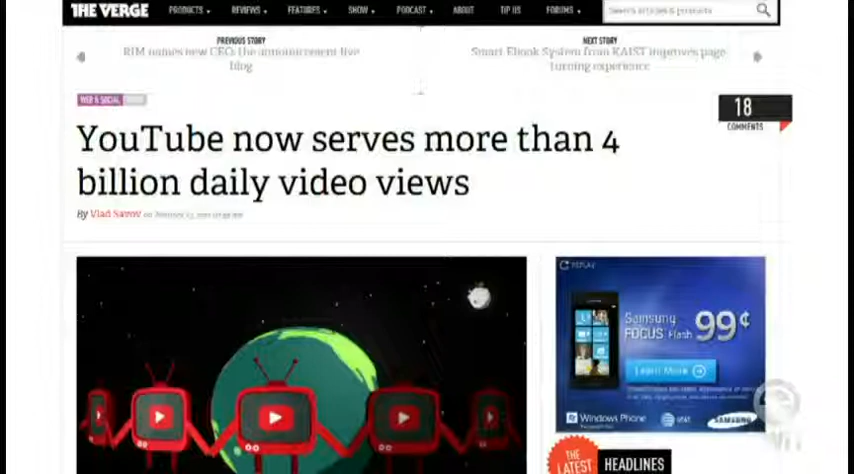 THE VERGE PRODUCTS REVIEWS FEATURES SHOW PODCAST ABOUT TIP US FORUMS Search articles & products
PREVIOUS STORY
RIM names new CEO: the announcement live
blog
NEXT STORY
Smart Ebook System from KAIST improves page
turning experience
WEB & SOCIAL
18
COMMENTS
YouTube now serves more than 4
billion daily video views
By Vlad Savov on
REPLAY
Samsung
FOCUS Flash 99¢
Learn More
Windows Phone AT&T SAMSUNG
THE
LATEST
HEADLINES